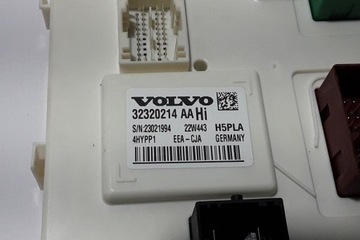 VOLVO
32320214 AA Hi
S/N:23021994 22W443 H5PLA
4HYPP1 EEA-CJA GERMANY